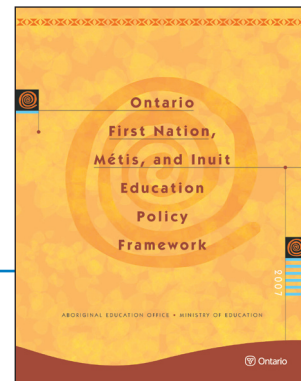 Ontario
First Nation,
Métis, and Inuit
Education
Policy
Framework
2007
ABORIGINAL EDUCATION OFFICE • MINISTRY OF EDUCATION
Ontario